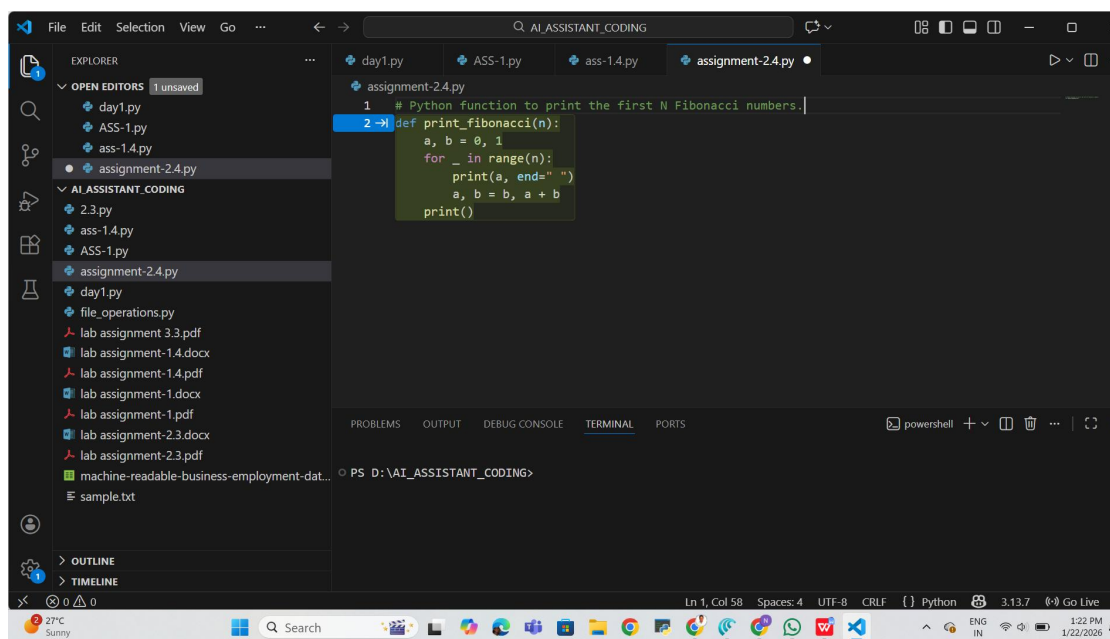 File Edit Selection View Go ··· AI_ASSISTANT_CODING
EXPLORER ···
OPEN EDITORS 1 unsaved
day1.py
ASS-1.py
ass-1.4.py
assignment-2.4.py
AI_ASSISTANT_CODING
2.3.py
ass-1.4.py
ASS-1.py
assignment-2.4.py
day1.py
file_operations.py
lab assignment 3.3.pdf
lab assignment-1.4.docx
lab assignment-1.4.pdf
lab assignment-1.docx
lab assignment-1.pdf
lab assignment-2.3.docx
lab assignment-2.3.pdf
machine-readable-business-employment-dat...
sample.txt
OUTLINE
TIMELINE
1
1
day1.py ASS-1.py ass-1.4.py assignment-2.4.py
assignment-2.4.py
1 # Python function to print the first N Fibonacci numbers.
2 def print_fibonacci(n):
a, b = 0, 1
for _ in range(n):
print(a, end=" ")
a, b = b, a + b
print()
PROBLEMS OUTPUT DEBUG CONSOLE TERMINAL PORTS powershell
PS D:\AI_ASSISTANT_CODING>
0 0 Ln 1, Col 58 Spaces: 4 UTF-8 CRLF {} Python 3.13.7 Go Live
2 27°C
Sunny
Search
ENG
IN
1:22 PM
1/22/2026